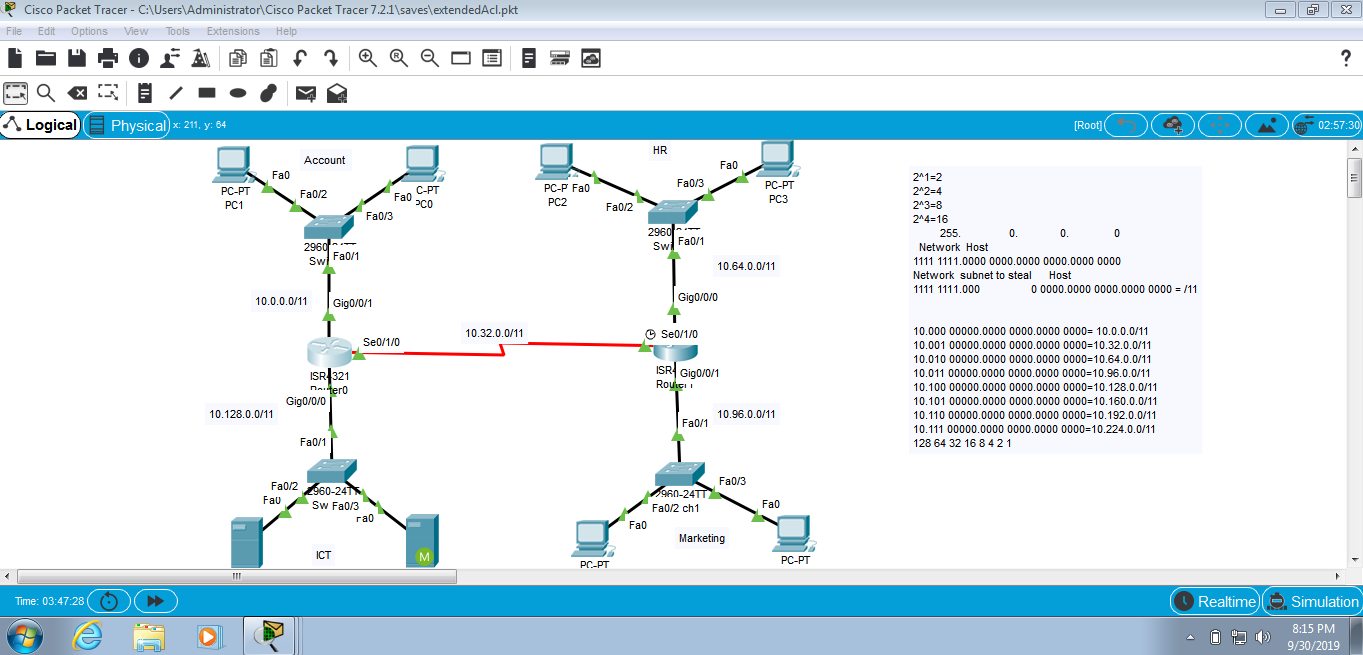 Cisco Packet Tracer - C:\Users\Administrator\Cisco Packet Tracer 7.2.1\saves\extendedAcl.pkt
File Edit Options View Tools Extensions Help
Logical Physical x: 211, y: 64 [Root] 02:57:30
Account
HR
Fa0
Fa0/2
PC-PT
PC1
Fa0
Fa0/3
C-PT
PC0
Fa0
PC2
Fa0/2
Fa0
Fa0/3
PC-PT
PC3
Fa0/1
Fa0/1
10.64.0.0/11
10.0.0.0/11
Gig0/0/1
Gig0/0/0
Se0/1/0
10.32.0.0/11
Se0/1/0
Gig0/0/1
Gig0/0/0
10.128.0.0/11
10.96.0.0/11
Fa0/1
Fa0/1
Fa0/2
Fa0
2960-24TT
Fa0/3
ICT
M
Fa0/3
Fa0/2 ch1
Fa0
Fa0
Marketing
PC-PT
PC-PT
2^1=2
2^2=4
2^3=8
2^4=16
255. 0. 0. 0
Network Host
1111 1111.0000 0000.0000 0000.0000 0000
Network subnet to steal Host
1111 1111.000 0 0000.0000 0000.0000 0000 = /11
10.000 00000.0000 0000.0000 0000= 10.0.0.0/11
10.001 00000.0000 0000.0000 0000=10.32.0.0/11
10.010 00000.0000 0000.0000 0000=10.64.0.0/11
10.011 00000.0000 0000.0000 0000=10.96.0.0/11
10.100 00000.0000 0000.0000 0000=10.128.0.0/11
10.101 00000.0000 0000.0000 0000=10.160.0.0/11
10.110 00000.0000 0000.0000 0000=10.192.0.0/11
10.111 00000.0000 0000.0000 0000=10.224.0.0/11
128 64 32 16 8 4 2 1
Time: 03:47:28 Realtime Simulation
8:15 PM
9/30/2019